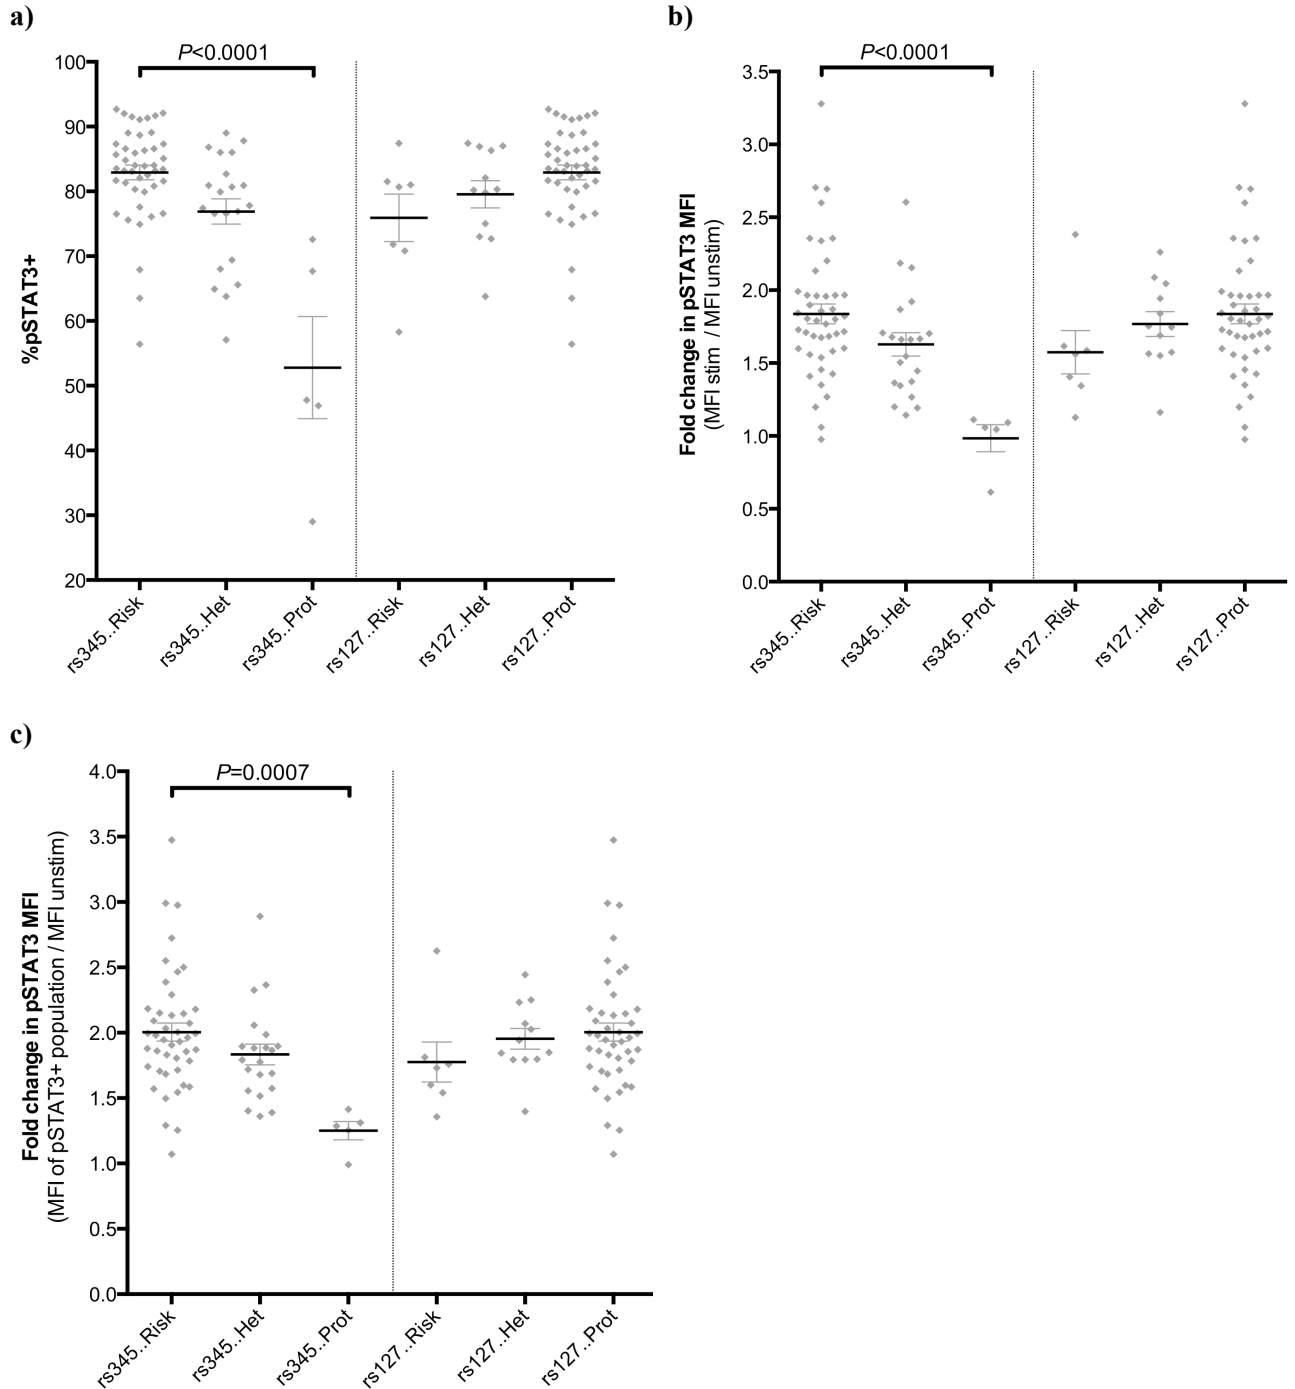 a)
P<0.0001
100
90
80
70
60
50
40
30
20
%pSTAT3+
rs345..Risk
rs345..Het
rs345..Prot
rs127..Risk
rs127..Het
rs127..Prot
b)
P<0.0001
3.5
3.0
2.5
2.0
1.5
1.0
0.5
0.0
Fold change in pSTAT3 MFI
(MFI stim / MFI unstim)
rs345..Risk
rs345..Het
rs345..Prot
rs127..Risk
rs127..Het
rs127..Prot
c)
P=0.0007
4.0
3.5
3.0
2.5
2.0
1.5
1.0
0.5
0.0
Fold change in pSTAT3 MFI
(MFI of pSTAT3+ population / MFI unstim)
rs345..Risk
rs345..Het
rs345..Prot
rs127..Risk
rs127..Het
rs127..Prot